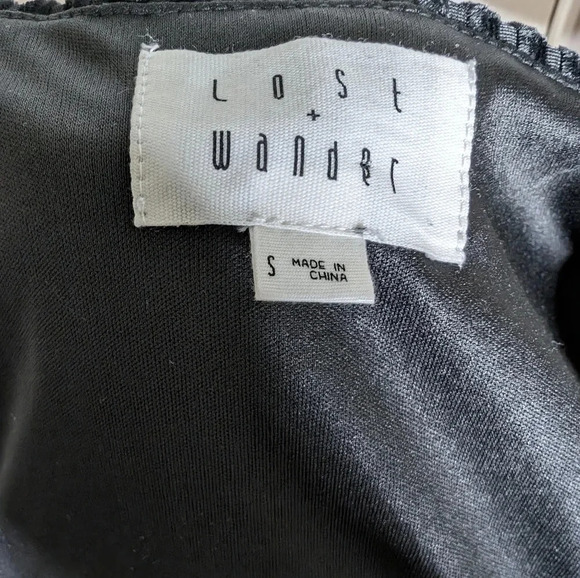 Lost
+
Wander
S MADE IN
CHINA